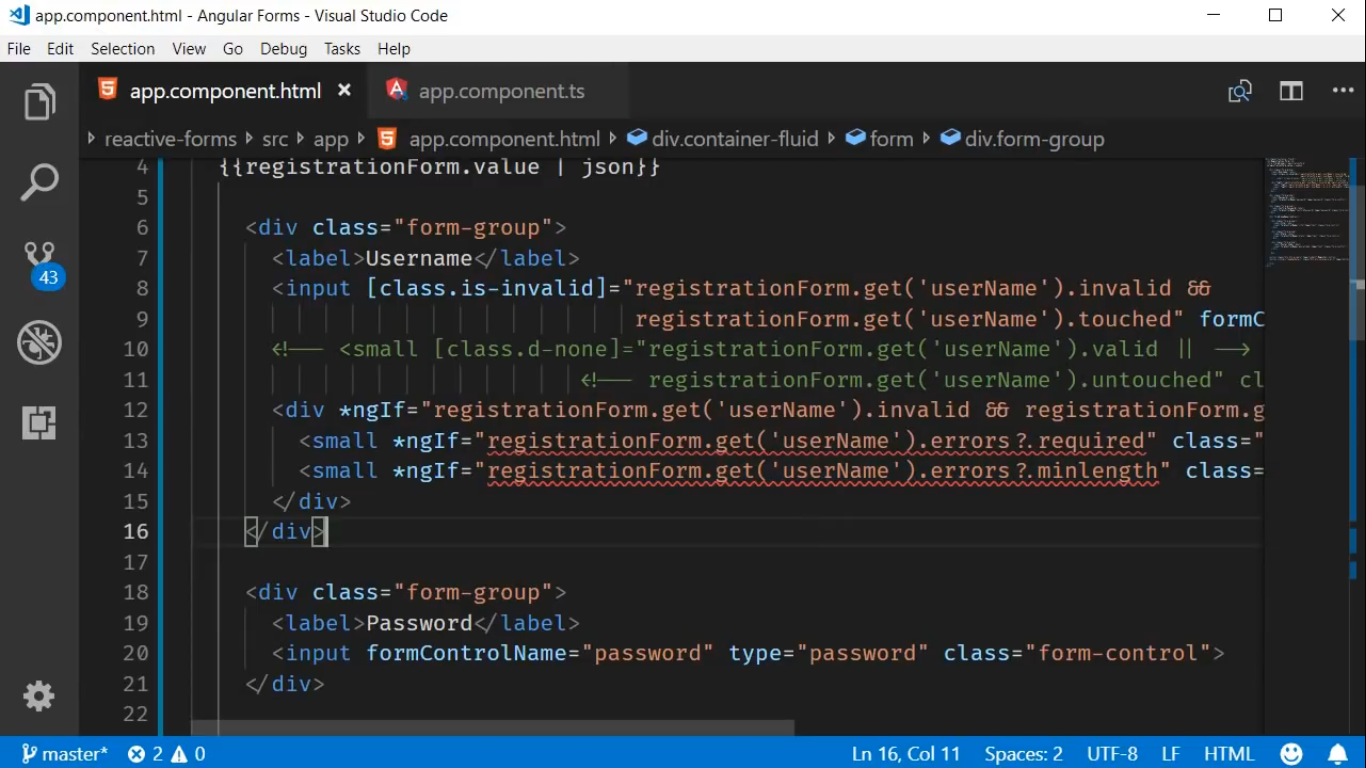 app.component.html - Angular Forms - Visual Studio Code
File Edit Selection View Go Debug Tasks Help
app.component.html app.component.ts
reactive-forms src app app.component.html div.container-fluid form div.form-group
4 {{registrationForm.value | json}}
5
6 <div class="form-group">
7 <label>Username</label>
8 <input [class.is-invalid]="registrationForm.get('userName').invalid &&
9 registrationForm.get('userName').touched" formC
10 <!-- <small [class.d-none]="registrationForm.get('userName').valid || -->
11 <!-- registrationForm.get('userName').untouched" cl
12 <div *ngIf="registrationForm.get('userName').invalid && registrationForm.g
13 <small *ngIf="registrationForm.get('userName').errors?.required" class="
14 <small *ngIf="registrationForm.get('userName').errors?.minlength" class=
15 </div>
16 </div>
17
18 <div class="form-group">
19 <label>Password</label>
20 <input formControlName="password" type="password" class="form-control">
21 </div>
22
43
master* 2 0 Ln 16, Col 11 Spaces: 2 UTF-8 LF HTML